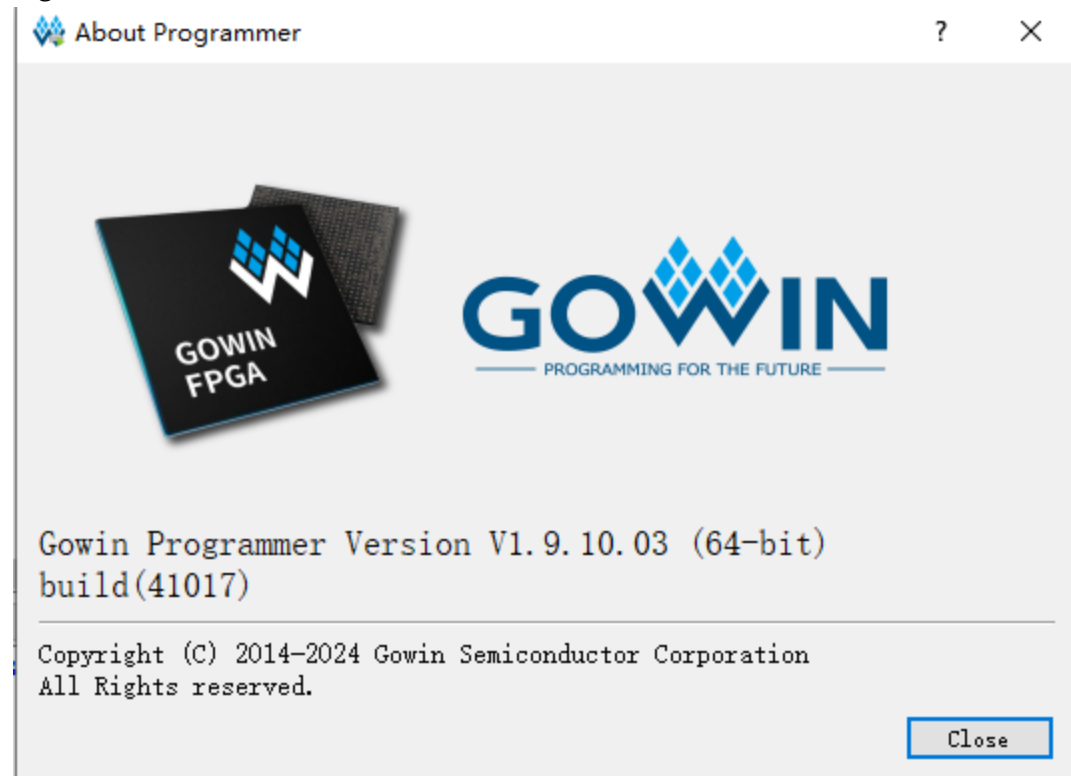 About Programmer
GOWIN
FPGA
GOWIN
PROGRAMMING FOR THE FUTURE
Gowin Programmer Version V1.9.10.03 (64-bit)
build(41017)
Copyright (C) 2014-2024 Gowin Semiconductor Corporation
All Rights reserved.
Close